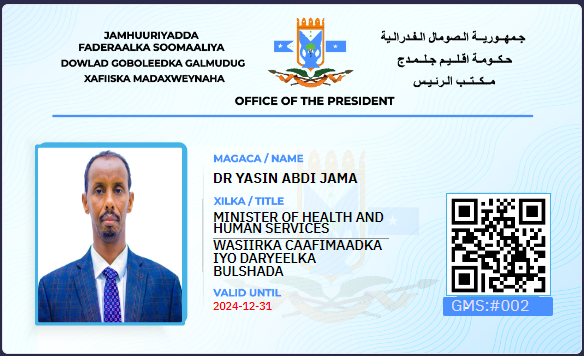 JAMHUURIYADDA
FADERAALKA SOOMAALIYA
DOWLAD GOBOLEEDKA GALMUDUG
XAFIISKA MADAXWEYNAHA
جمهورية الصومال الفدرالية
حكومة اقليم جلمدج
مكتب الرئيس
OFFICE OF THE PRESIDENT
MAGACA / NAME
DR YASIN ABDI JAMA
XILKA / TITLE
MINISTER OF HEALTH AND
HUMAN SERVICES
WASIIRKA CAAFIMAADKA
IYO DARYEELKA
BULSHADA
VALID UNTIL
2024-12-31
GMS:#002